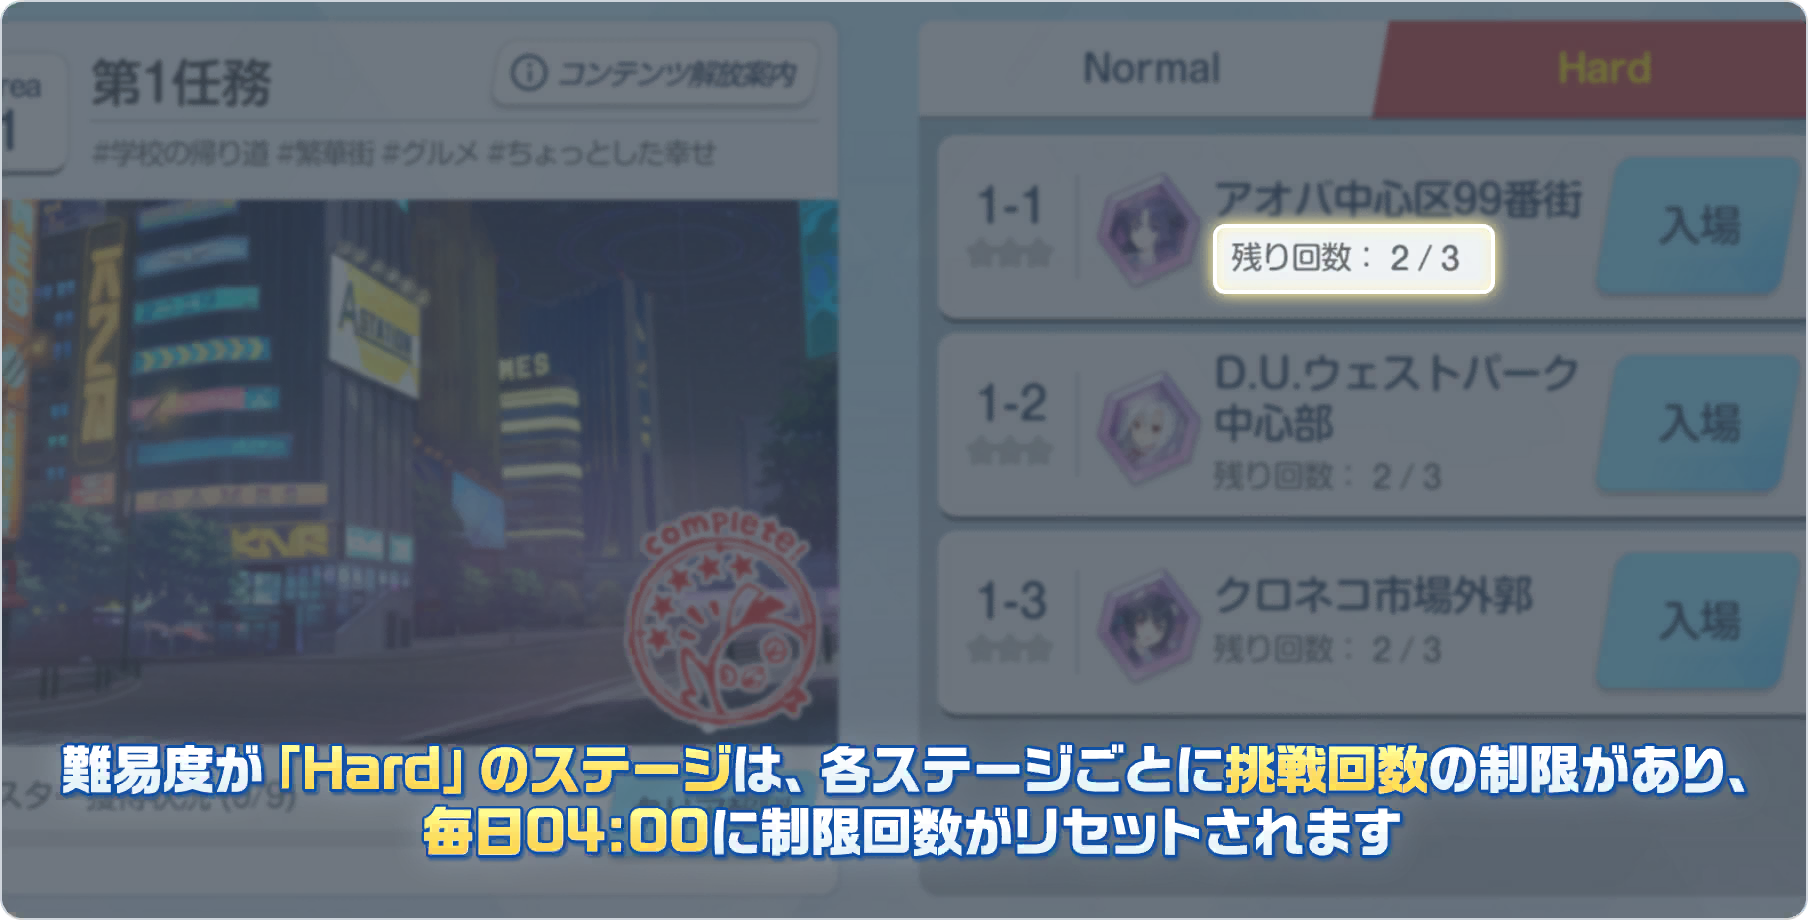 rea
1
第1任務
コンテンツ解放案内
#学校の帰り道 #繁華街 #グルメ #ちょっとした幸せ
A STATION
MES
complete!
Normal
Hard
1-1
アオバ中心区99番街
残り回数： 2 / 3
入場
1-2
D.U.ウェストパーク
中心部
残り回数： 2 / 3
入場
1-3
クロネコ市場外郭
残り回数： 2 / 3
入場
難易度が「Hard」のステージは、各ステージごとに挑戦回数の制限があり、
毎日04:00に制限回数がリセットされます